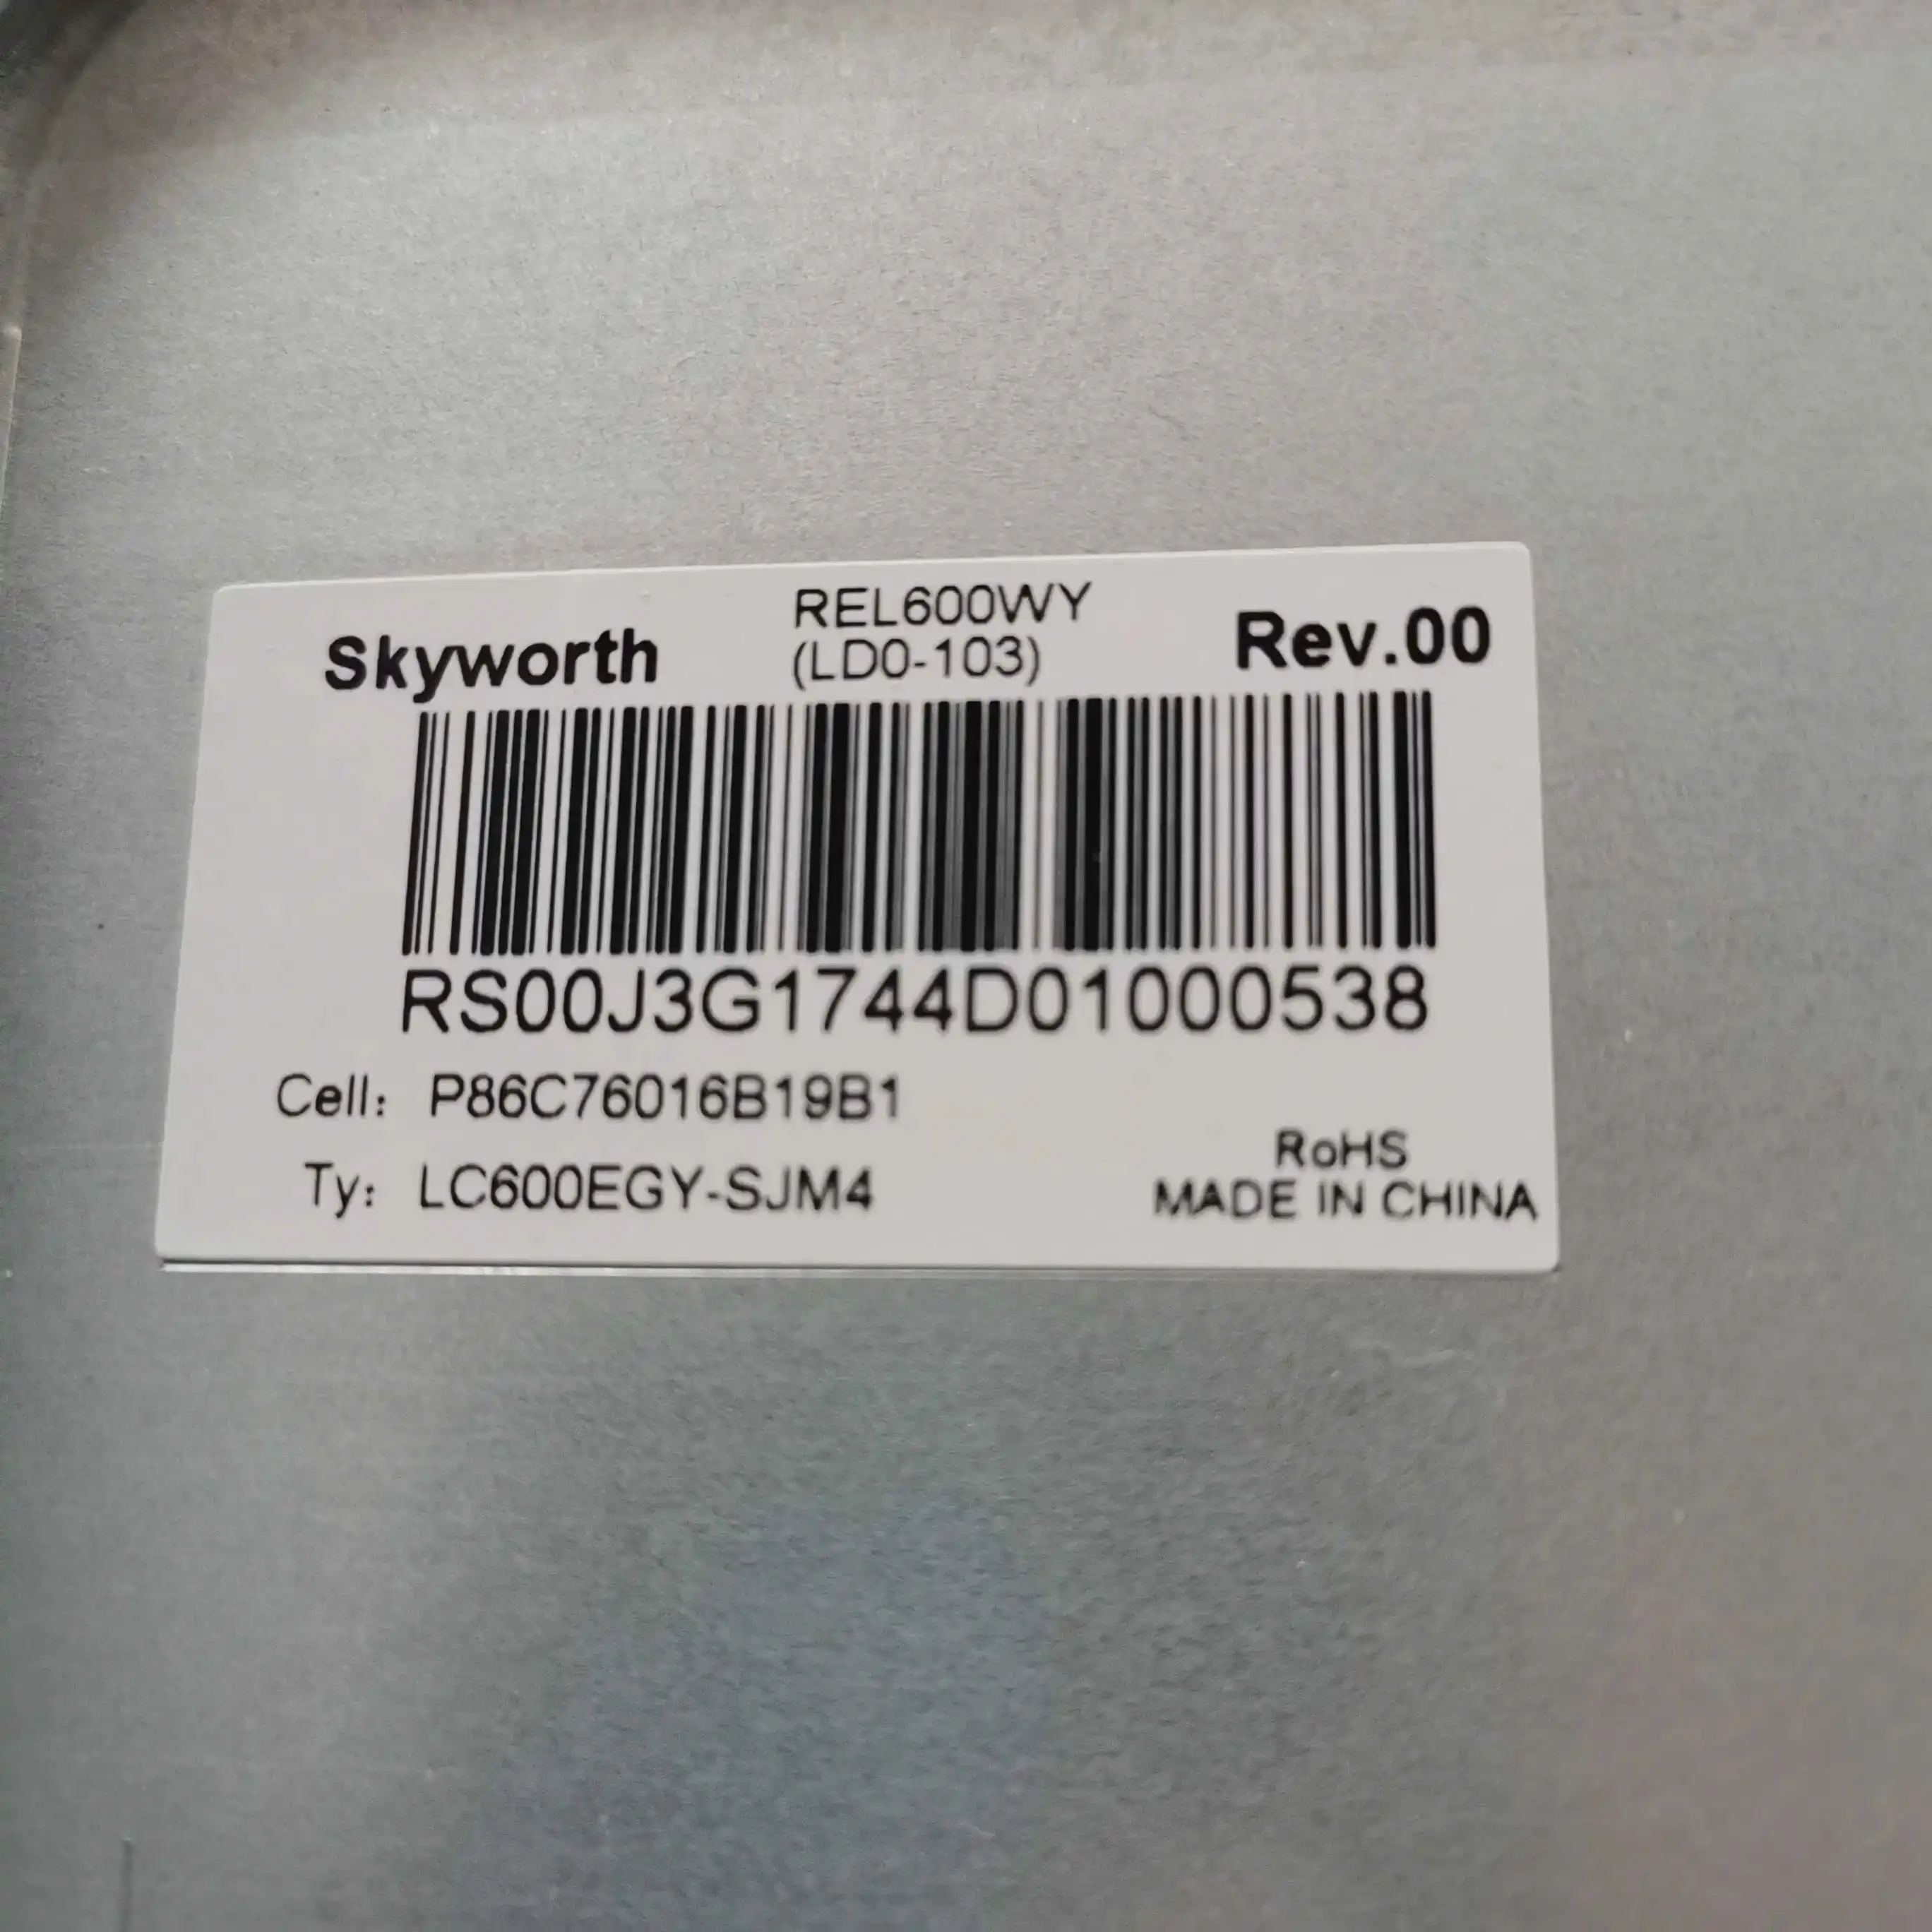 Skyworth
REL600WY
(LD0-103)
Rev.00
RS00J3G1744D01000538
Cell: P86C76016B19B1
Ty: LC600EGY-SJM4
RoHS
MADE IN CHINA